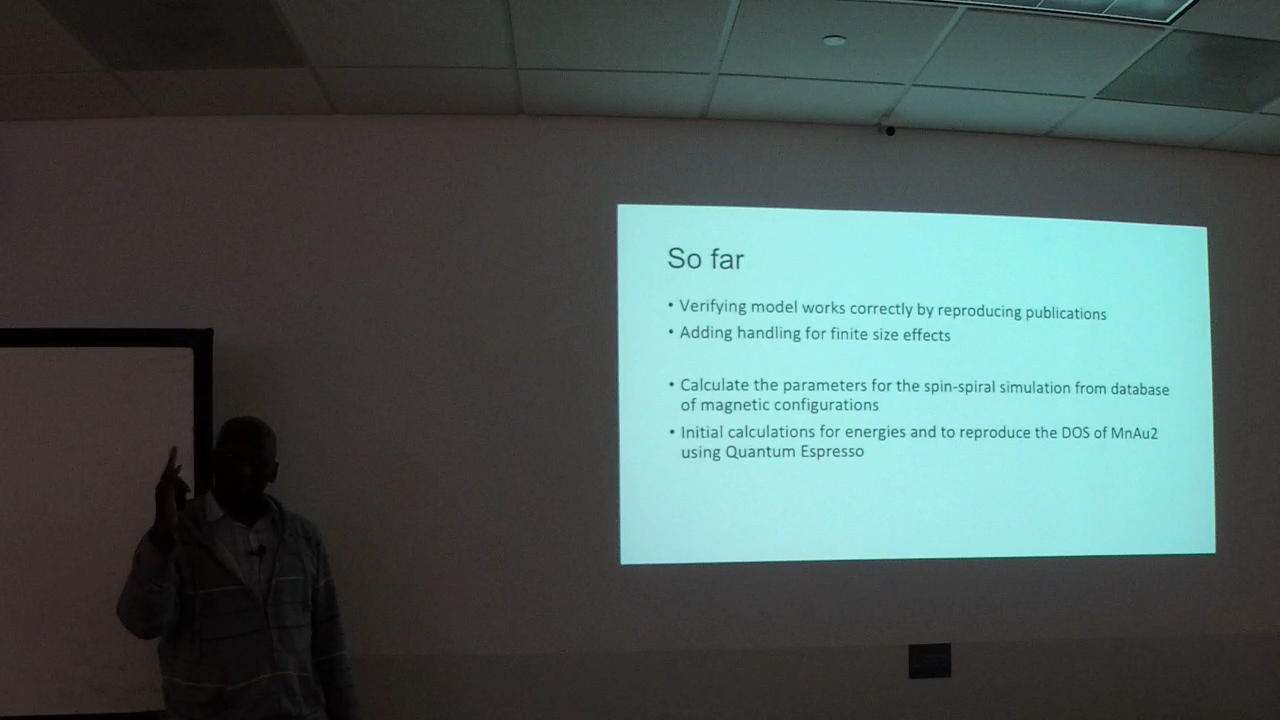 So far
• Verifying model works correctly by reproducing publications
• Adding handling for finite size effects
• Calculate the parameters for the spin-spiral simulation from database
of magnetic configurations
• Initial calculations for energies and to reproduce the DOS of MnAu2
using Quantum Espresso